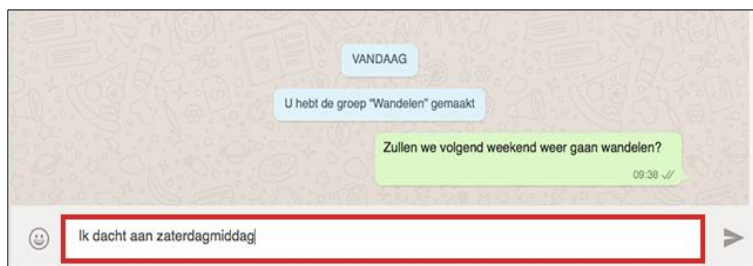 VANDAAG
U hebt de groep "Wandelen" gemaakt
Zullen we volgend weekend weer gaan wandelen?
09:38
Ik dacht aan zaterdagmiddag